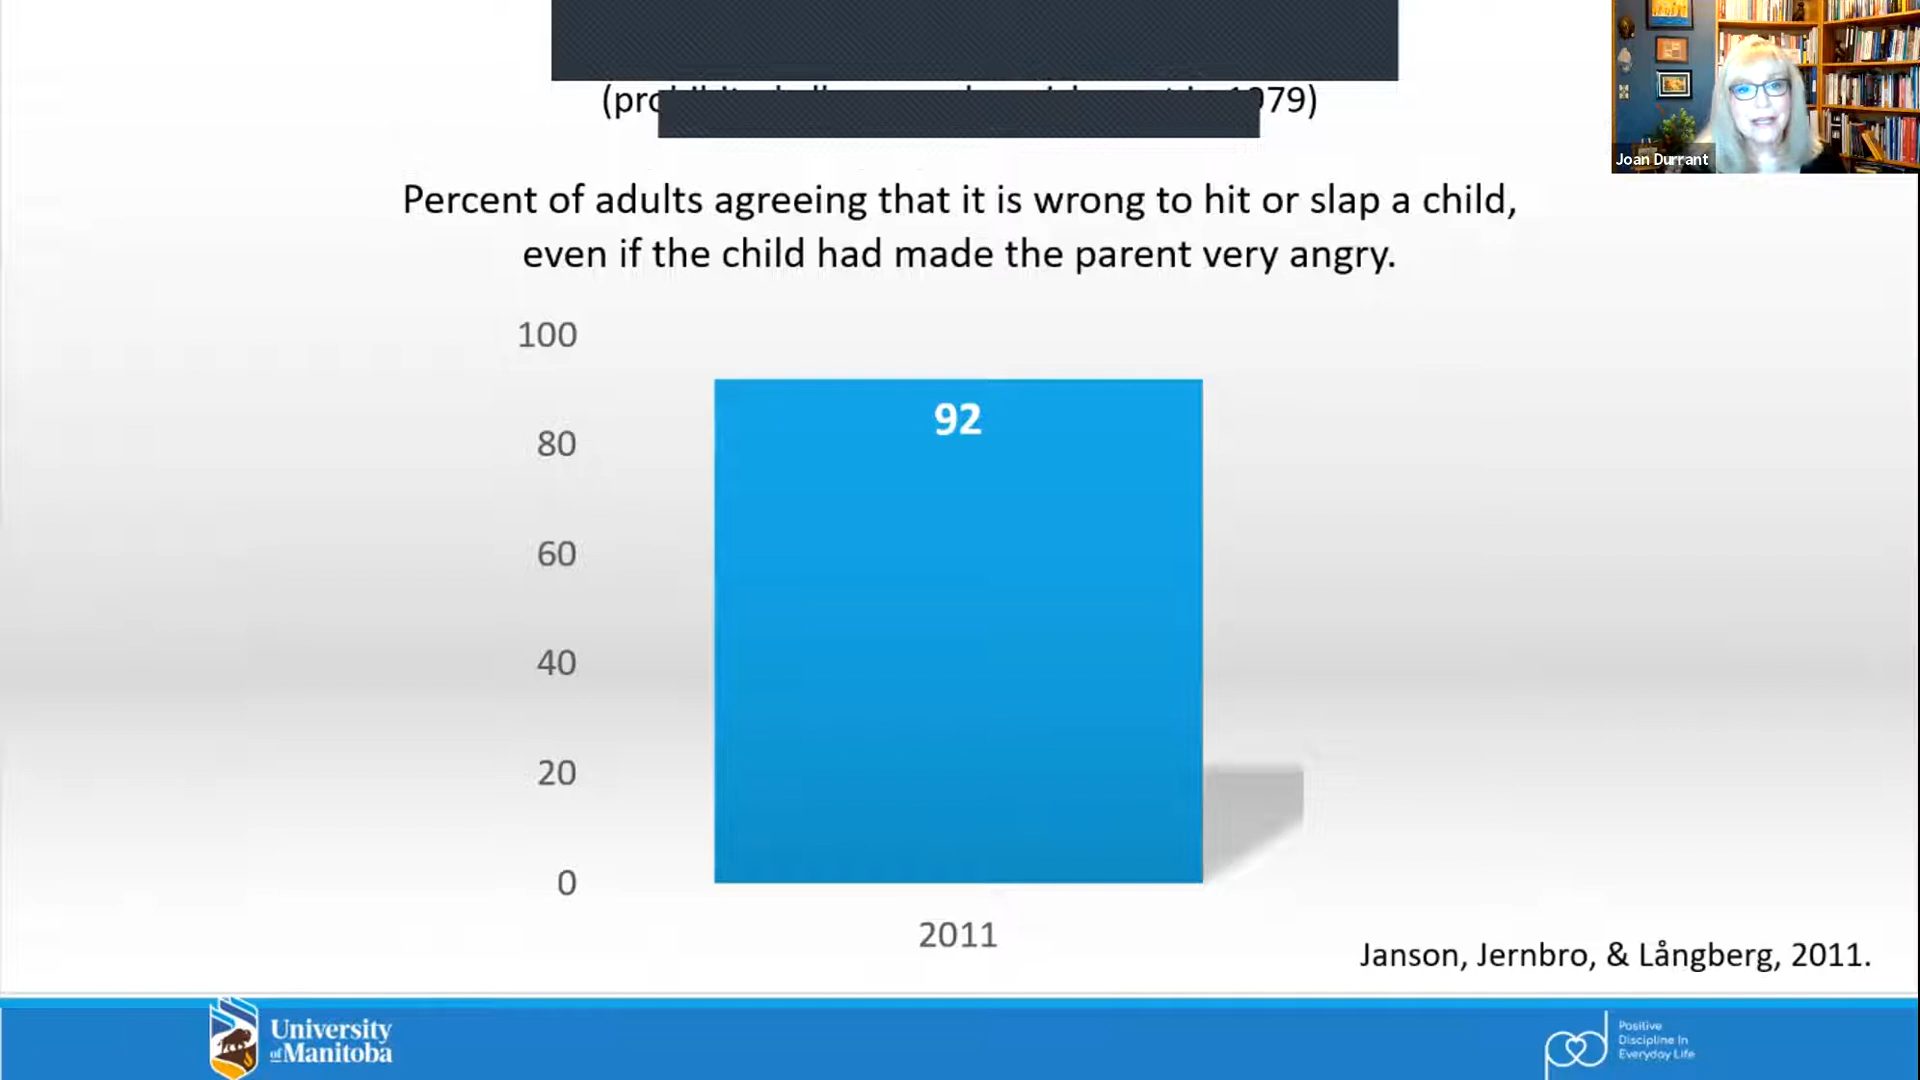 79)
Joan Durrant
Percent of adults agreeing that it is wrong to hit or slap a child,
even if the child had made the parent very angry.
100
80
60
40
20
0
92
2011
Janson, Jernbro, & Långberg, 2011.
University
of Manitoba
Positive
Discipline In
Everyday Life